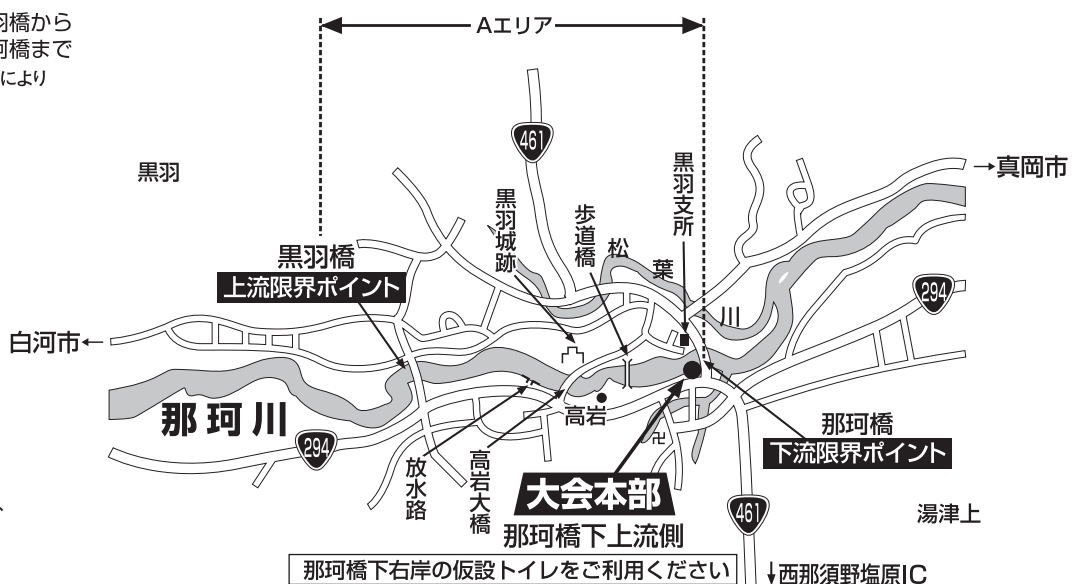 羽橋から
可橋まで
により
Aエリア
461
黒羽
黒羽支所
→真岡市
黒羽城跡
歩道橋
松葉川
黒羽橋
上流限界ポイント
294
白河市←
那珂川
高岩
294
那珂橋
下流限界ポイント
放水路
高岩大橋
大会本部
那珂橋下上流側
461
湯津上
那珂橋下右岸の仮設トイレをご利用ください
↓西那須野塩原IC